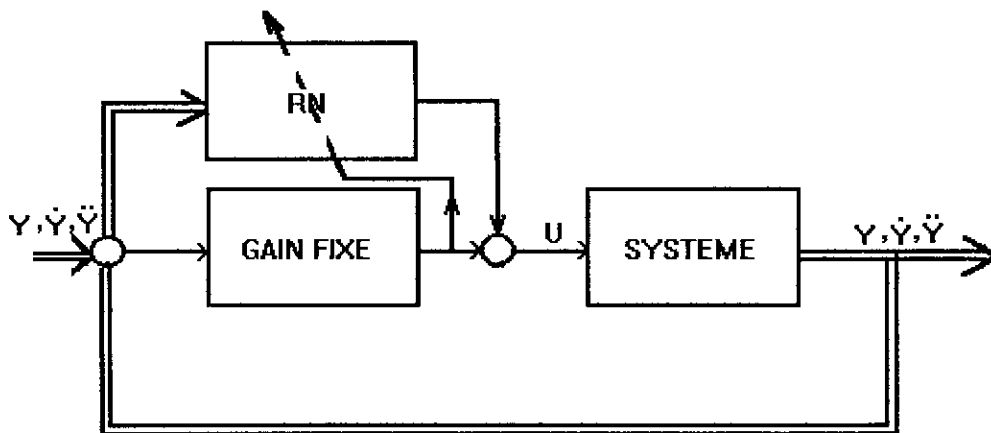 RN
Y, Ẏ, Ÿ
GAIN FIXE
U
SYSTEME
Y, Ẏ, Ÿ